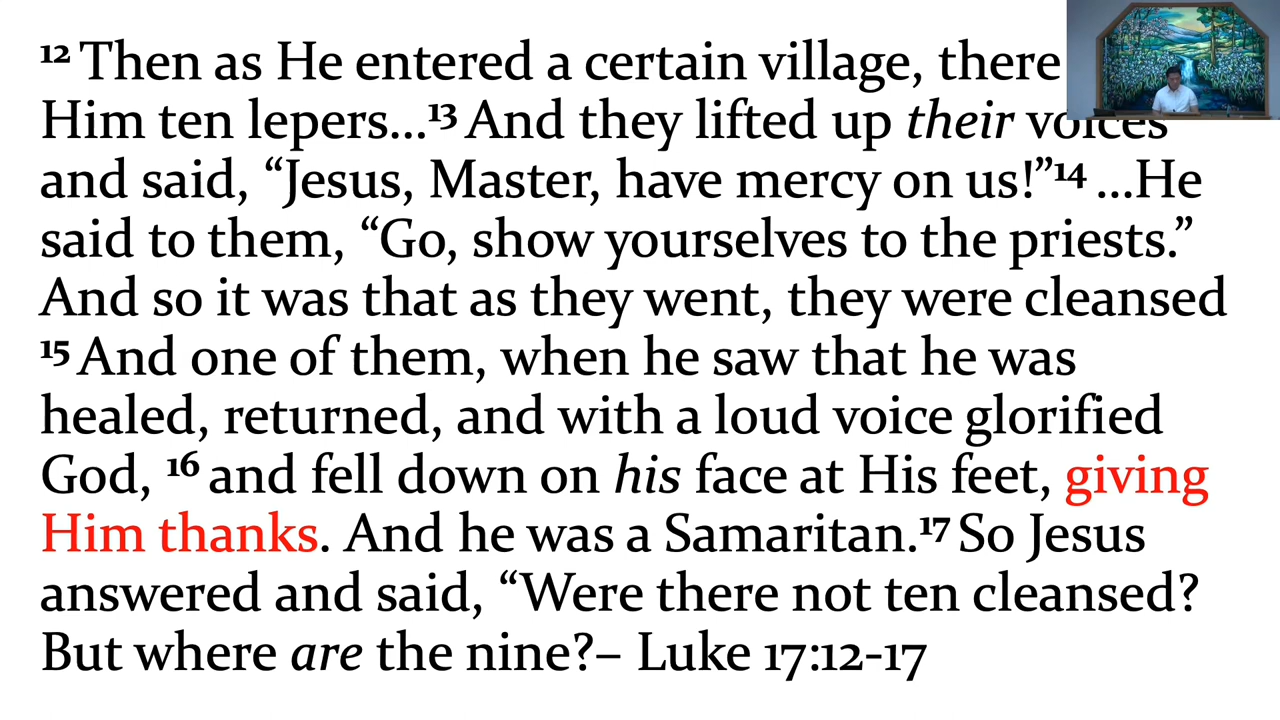 ¹² Then as He entered a certain village, there
Him ten lepers...¹³ And they lifted up their voices
and said, “Jesus, Master, have mercy on us!”¹⁴ ...He
said to them, “Go, show yourselves to the priests.”
And so it was that as they went, they were cleansed
¹⁵ And one of them, when he saw that he was
healed, returned, and with a loud voice glorified
God, ¹⁶ and fell down on his face at His feet, giving
Him thanks. And he was a Samaritan.¹⁷ So Jesus
answered and said, “Were there not ten cleansed?
But where are the nine?– Luke 17:12-17